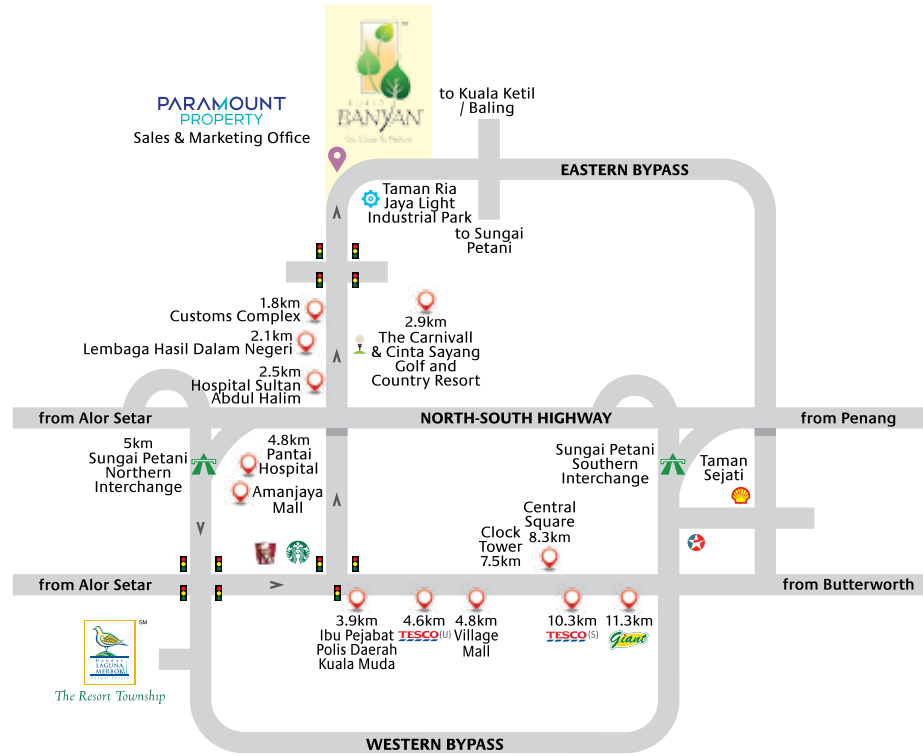 PARAMOUNT
PROPERTY
Sales & Marketing Office
BUKIT
BANYAN
TM
to Kuala Ketil
/ Baling
EASTERN BYPASS
Taman Ria
Jaya Light
Industrial Park
to Sungai
Petani
1.8km
Customs Complex
2.1km
Lembaga Hasil Dalam Negeri
2.5km
Hospital Sultan
Abdul Halim
2.9km
The Carnivall
& Cinta Sayang
Golf and
Country Resort
from Alor Setar
NORTH-SOUTH HIGHWAY
from Penang
5km
Sungai Petani
Northern
Interchange
4.8km
Pantai
Hospital
Amanjaya
Mall
Sungai Petani
Southern
Interchange
Taman
Sejati
Clock
Tower
7.5km
Central
Square
8.3km
KFC
from Alor Setar
from Butterworth
3.9km
Ibu Pejabat
Polis Daerah
Kuala Muda
4.6km
TESCO (U)
4.8km
Village
Mall
10.3km
TESCO (S)
11.3km
Giant
SM
Bandar
LAGUNA
MERBOK
The Resort Township
WESTERN BYPASS